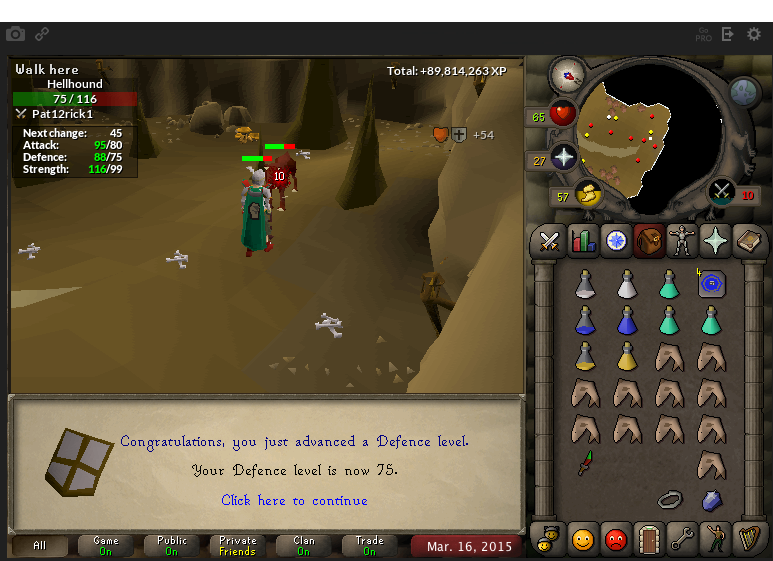 Go
PRO
Walk here
Hellhound
75 / 116
Pat12rick1
Next change: 45
Attack: 95/80
Defence: 88/75
Strength: 116/99
Total: +89,814,263 XP
+54
10
65
27
57
10
Congratulations, you just advanced a Defence level.
Your Defence level is now 75.
Click here to continue
All
Game
On
Public
On
Private
Friends
Clan
On
Trade
On
Mar. 16, 2015